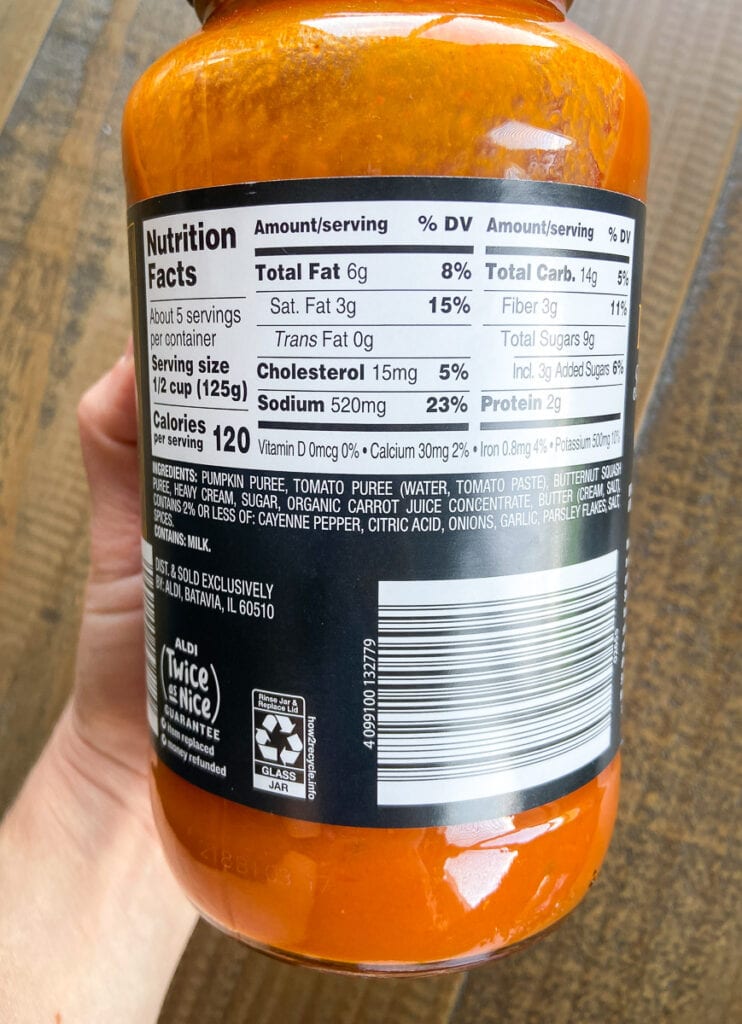 Nutrition
Facts
About 5 servings
per container
Serving size
1/2 cup (125g)
Calories
per serving 120
Amount/serving % DV
Total Fat 6g 8%
Sat. Fat 3g 15%
Trans Fat 0g
Cholesterol 15mg 5%
Sodium 520mg 23%
Amount/serving % DV
Total Carb. 14g 5%
Fiber 3g 11%
Total Sugars 9g
Incl. 3g Added Sugars 6%
Protein 2g
Vitamin D 0mcg 0% • Calcium 30mg 2% • Iron 0.8mg 4% • Potassium 500mg 10%
INGREDIENTS: PUMPKIN PUREE, TOMATO PUREE (WATER, TOMATO PASTE), BUTTERNUT SQUASH
PUREE, HEAVY CREAM, SUGAR, ORGANIC CARROT JUICE CONCENTRATE, BUTTER (CREAM, SALT),
CONTAINS 2% OR LESS OF: CAYENNE PEPPER, CITRIC ACID, ONIONS, GARLIC, PARSLEY FLAKES, SALT,
SPICES.
CONTAINS: MILK.
DIST. & SOLD EXCLUSIVELY
BY: ALDI, BATAVIA, IL 60510
ALDI
Twice
as Nice
GUARANTEE
item replaced
money refunded
Rinse Jar &
Replace Lid
GLASS
JAR
how2recycle.info
4 099100 132779